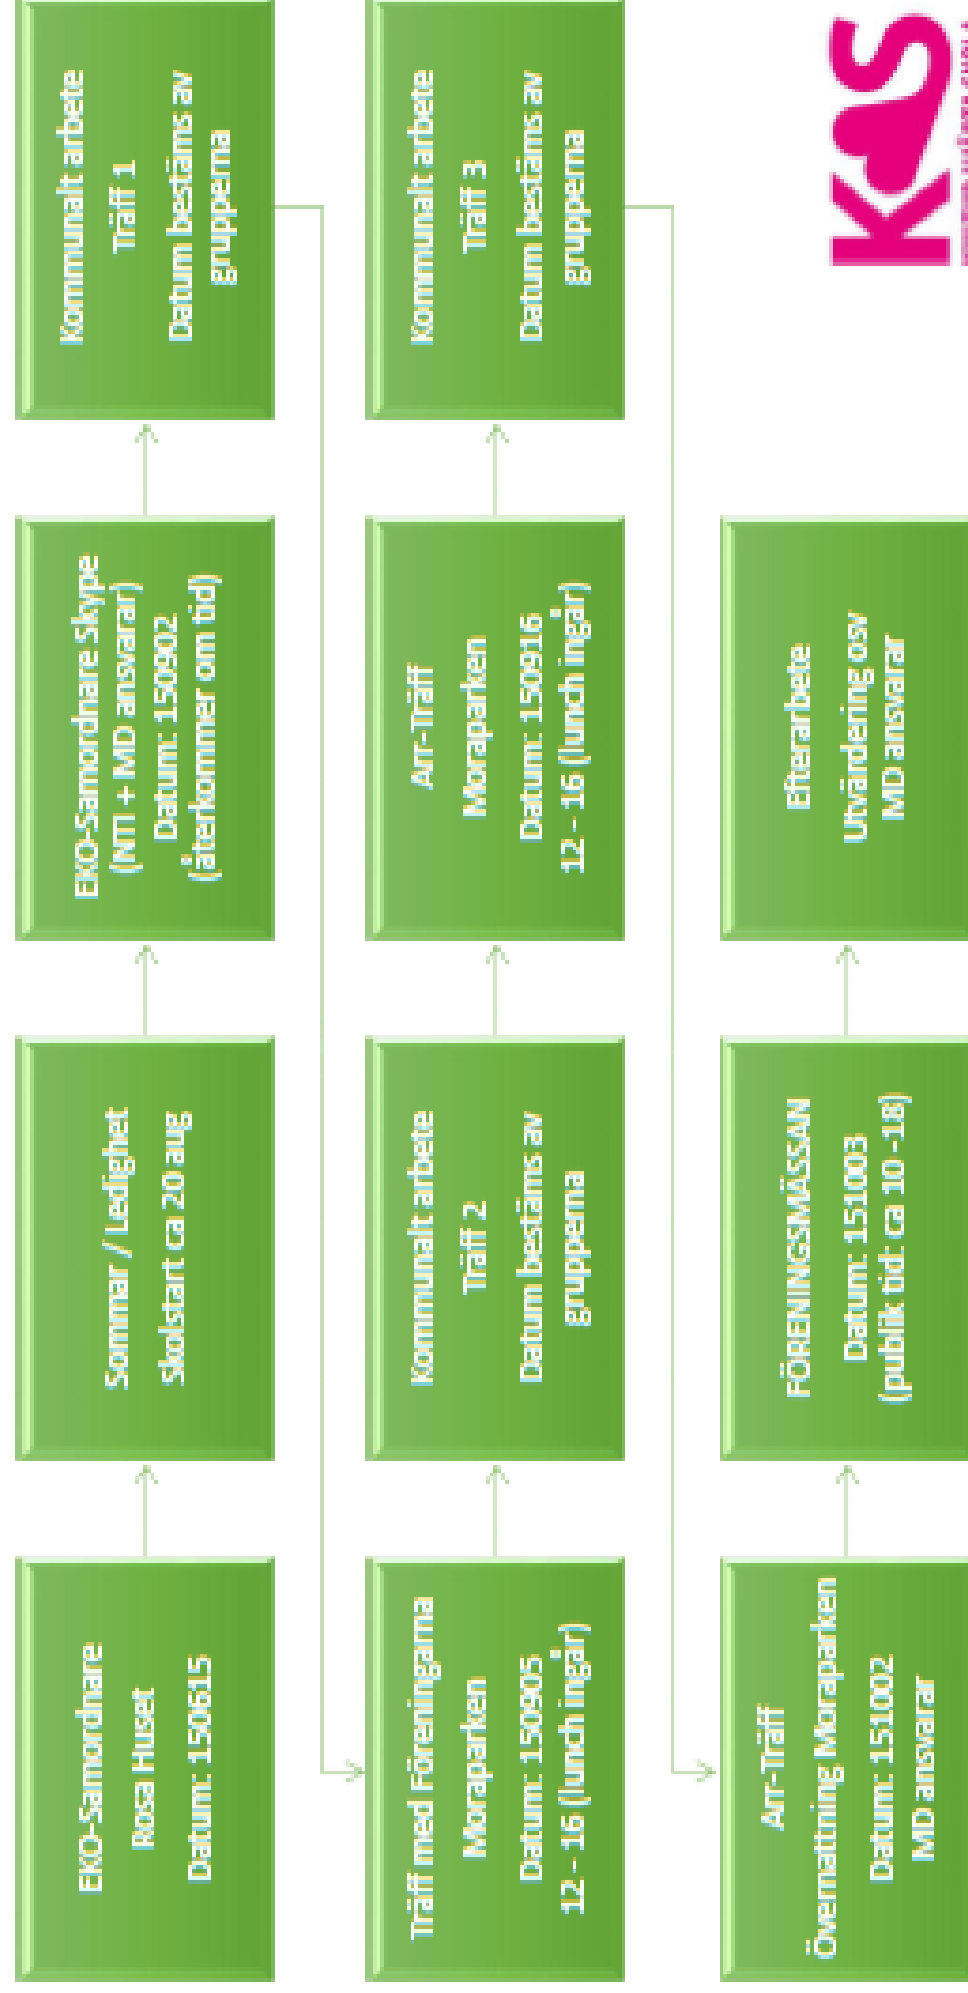 EKO-Samordnare
Rosa Huset
Datum: 150615
Sommar / Ledighet
Skolstart ca 20 aug
EKO-Samordnare Skype
(NTI + MD ansvarar)
Datum: 150902
(återkommer om tid)
Kommunalt arbete
Träff 1
Datum bestäms av
grupperna
Träff med Föreningarna
Moraparken
Datum: 150905
12 - 16 (lunch ingår)
Kommunalt arbete
Träff 2
Datum bestäms av
grupperna
Arr-Träff
Moraparken
Datum: 150916
12 - 16 (lunch ingår)
Kommunalt arbete
Träff 3
Datum bestäms av
grupperna
Arr-Träff
Övernattning Moraparken
Datum: 151002
MD ansvarar
FÖRENINGSMÄSSAN
Datum: 151003
(publik tid: ca 10 -18)
Efterarbete
Utvärdering osv
MD ansvarar
KAS